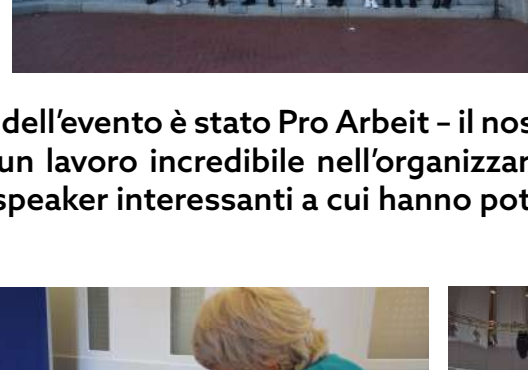 dell’evento è stato Pro Arbeit – il nos
un lavoro incredibile nell’organizzar
speaker interessanti a cui hanno pot